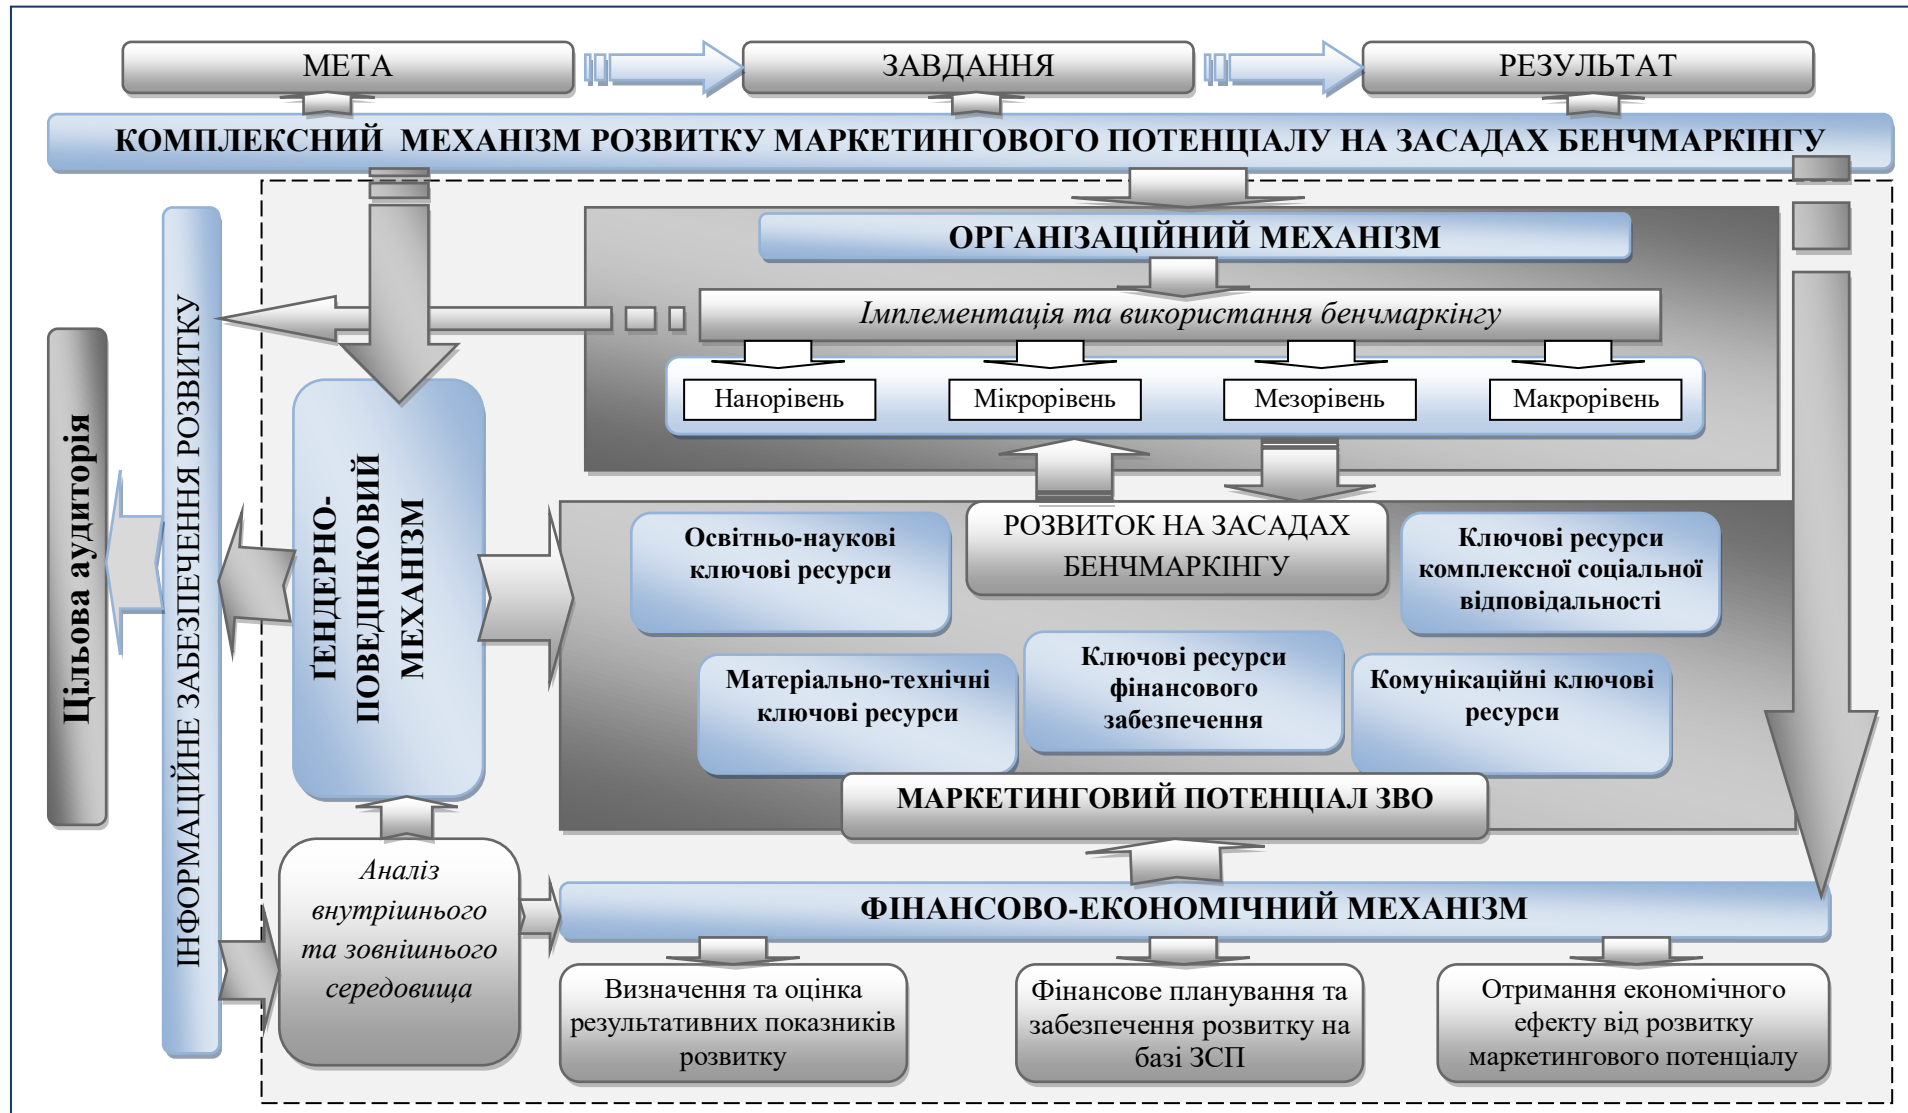 МЕТА
ЗАВДАННЯ
РЕЗУЛЬТАТ
КОМПЛЕКСНИЙ МЕХАНІЗМ РОЗВИТКУ МАРКЕТИНГОВОГО ПОТЕНЦІАЛУ НА ЗАСАДАХ БЕНЧМАРКІНГУ
ОРГАНІЗАЦІЙНИЙ МЕХАНІЗМ
Імплементація та використання бенчмаркінгу
Нанорівень
Мікрорівень
Мезорівень
Макрорівень
Цільова аудиторія
ІНФОРМАЦІЙНЕ ЗАБЕЗПЕЧЕННЯ РОЗВИТКУ
ҐЕНДЕРНО-
ПОВЕДІНКОВИЙ
МЕХАНІЗМ
РОЗВИТОК НА ЗАСАДАХ
БЕНЧМАРКІНГУ
Освітньо-наукові
ключові ресурси
Ключові ресурси
комплексної соціальної
відповідальності
Матеріально-технічні
ключові ресурси
Ключові ресурси
фінансового
забезпечення
Комунікаційні ключові
ресурси
МАРКЕТИНГОВИЙ ПОТЕНЦІАЛ ЗВО
Аналіз
внутрішнього
та зовнішнього
середовища
ФІНАНСОВО-ЕКОНОМІЧНИЙ МЕХАНІЗМ
Визначення та оцінка
результативних показників
розвитку
Фінансове планування та
забезпечення розвитку на
базі ЗСП
Отримання економічного
ефекту від розвитку
маркетингового потенціалу